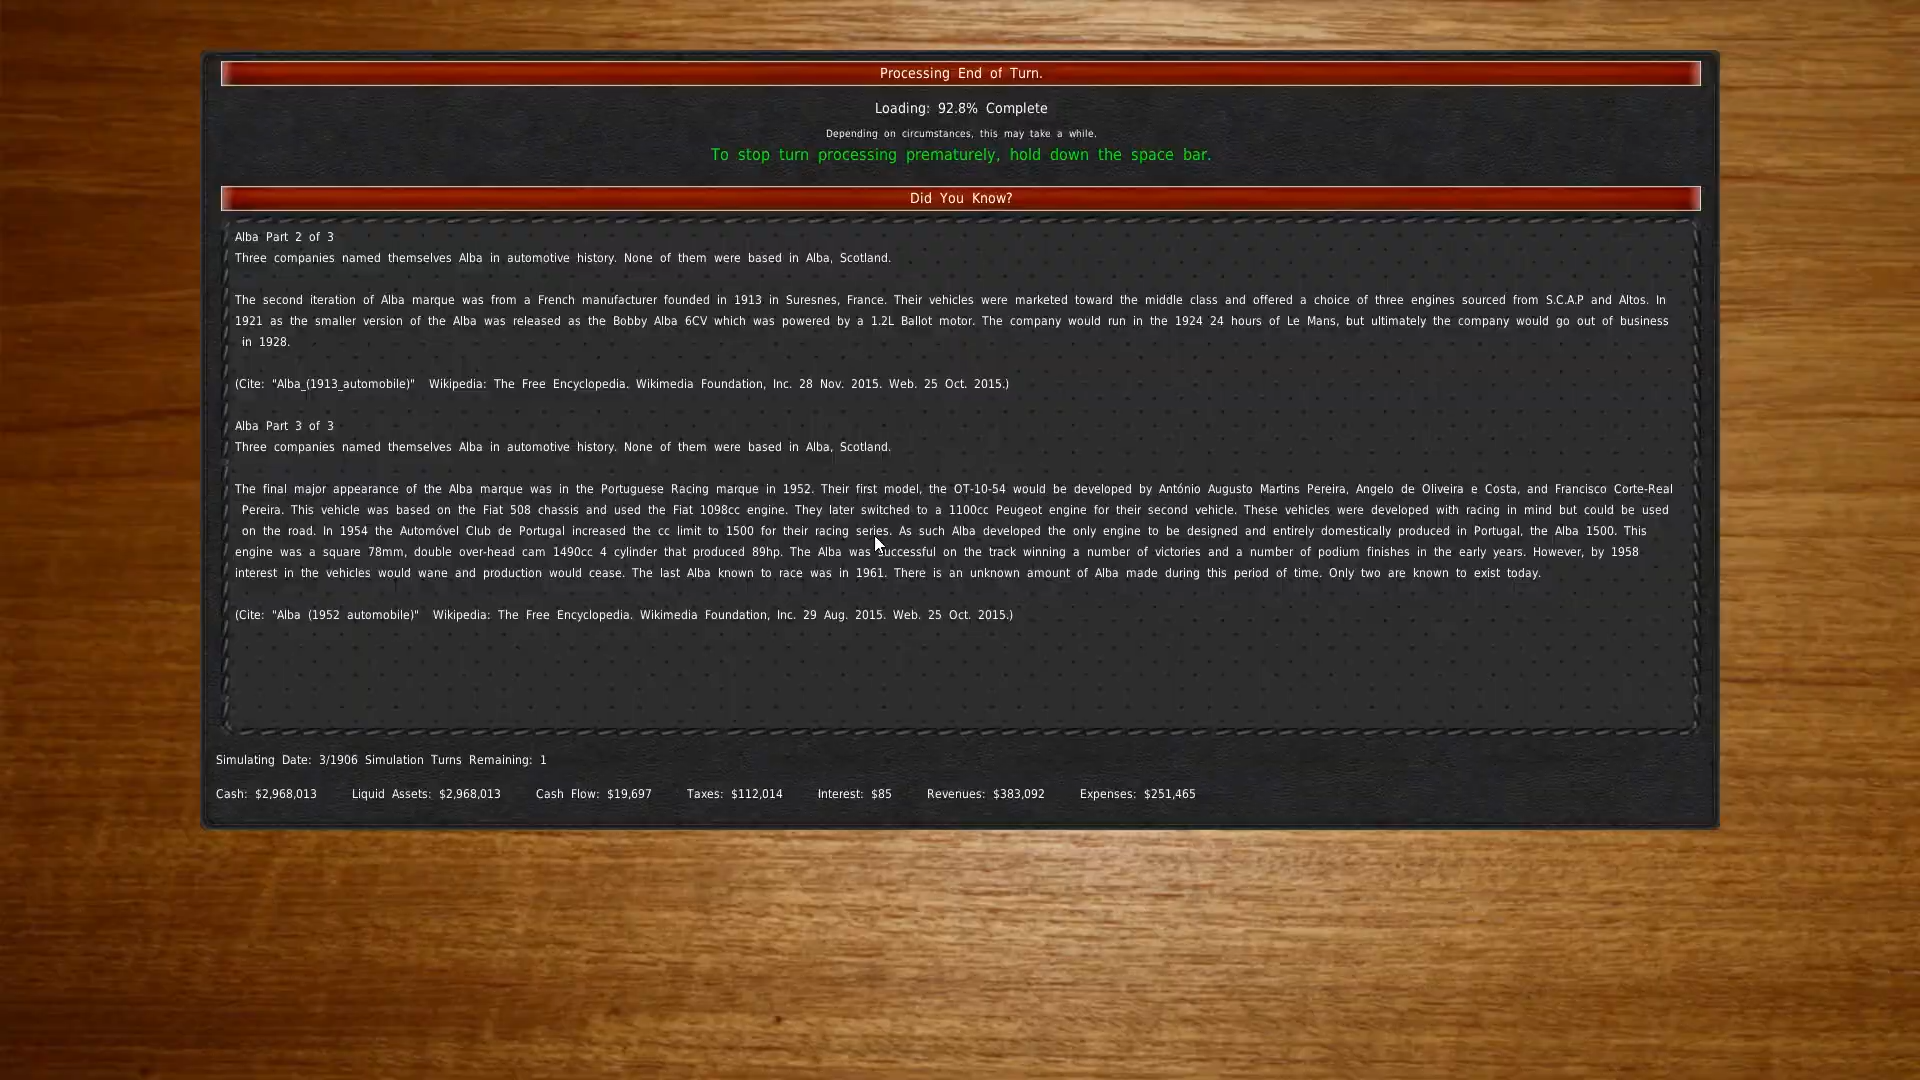 Processing End of Turn.
Loading: 92.8% Complete
Depending on circumstances, this may take a while.
To stop turn processing prematurely, hold down the space bar.
Did You Know?
Alba Part 2 of 3
Three companies named themselves Alba in automotive history. None of them were based in Alba, Scotland.
The second iteration of Alba marque was from a French manufacturer founded in 1913 in Suresnes, France. Their vehicles were marketed toward the middle class and offered a choice of three engines sourced from S.C.A.P and Altos. In
1921 as the smaller version of the Alba was released as the Bobby Alba 6CV which was powered by a 1.2L Ballot motor. The company would run in the 1924 24 hours of Le Mans, but ultimately the company would go out of business
in 1928.
(Cite: "Alba_(1913_automobile)" Wikipedia: The Free Encyclopedia. Wikimedia Foundation, Inc. 28 Nov. 2015. Web. 25 Oct. 2015.)
Alba Part 3 of 3
Three companies named themselves Alba in automotive history. None of them were based in Alba, Scotland.
The final major appearance of the Alba marque was in the Portuguese Racing marque in 1952. Their first model, the OT-10-54 would be developed by António Augusto Martins Pereira, Angelo de Oliveira e Costa, and Francisco Corte-Real
Pereira. This vehicle was based on the Fiat 508 chassis and used the Fiat 1098cc engine. They later switched to a 1100cc Peugeot engine for their second vehicle. These vehicles were developed with racing in mind but could be used
on the road. In 1954 the Automóvel Club de Portugal increased the cc limit to 1500 for their racing series. As such Alba developed the only engine to be designed and entirely domestically produced in Portugal, the Alba 1500. This
engine was a square 78mm, double over-head cam 1490cc 4 cylinder that produced 89hp. The Alba was successful on the track winning a number of victories and a number of podium finishes in the early years. However, by 1958
interest in the vehicles would wane and production would cease. The last Alba known to race was in 1961. There is an unknown amount of Alba made during this period of time. Only two are known to exist today.
(Cite: "Alba (1952 automobile)" Wikipedia: The Free Encyclopedia. Wikimedia Foundation, Inc. 29 Aug. 2015. Web. 25 Oct. 2015.)
Simulating Date: 3/1906 Simulation Turns Remaining: 1
Cash: $2,968,013 Liquid Assets: $2,968,013 Cash Flow: $19,697 Taxes: $112,014 Interest: $85 Revenues: $383,092 Expenses: $251,465